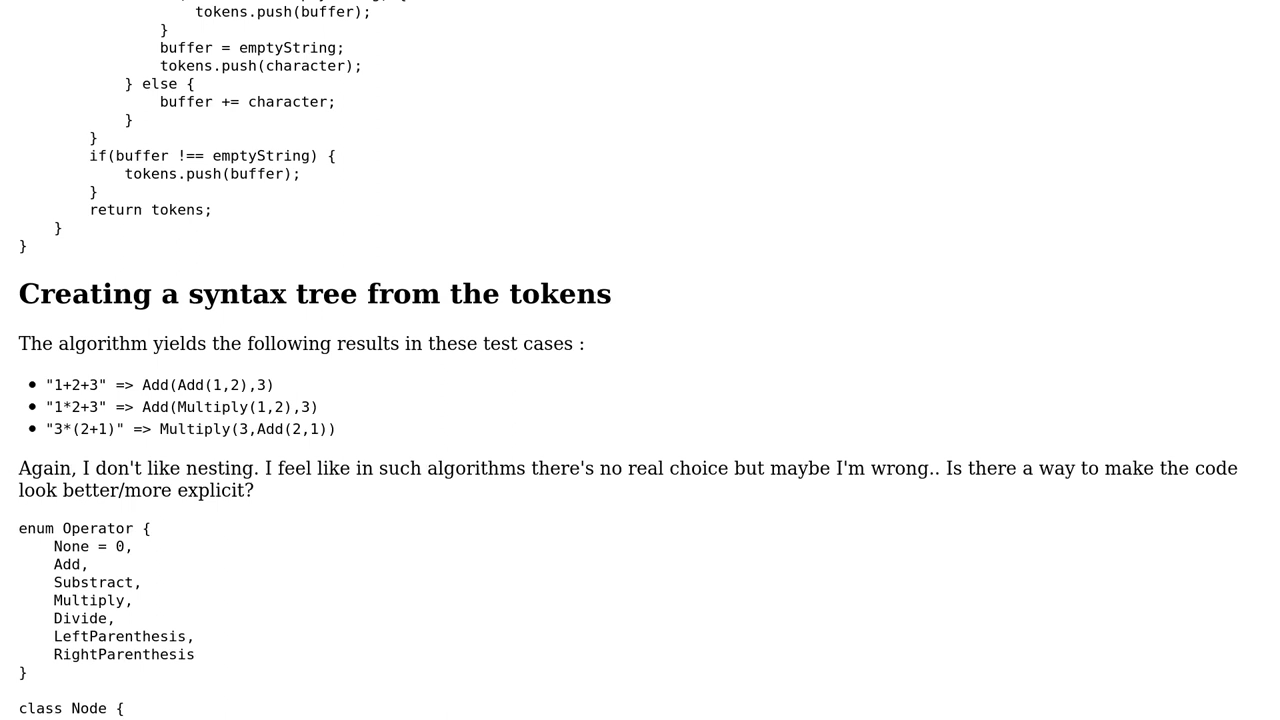 tokens.push(buffer);
}
buffer = emptyString;
tokens.push(character);
} else {
buffer += character;
}
}
if(buffer !== emptyString) {
tokens.push(buffer);
}
return tokens;
}
}
Creating a syntax tree from the tokens
The algorithm yields the following results in these test cases :
"1+2+3" => Add(Add(1,2),3)
"1*2+3" => Add(Multiply(1,2),3)
"3*(2+1)" => Multiply(3,Add(2,1))
Again, I don't like nesting. I feel like in such algorithms there's no real choice but maybe I'm wrong.. Is there a way to make the code
look better/more explicit?
enum Operator {
None = 0,
Add,
Substract,
Multiply,
Divide,
LeftParenthesis,
RightParenthesis
}
class Node {